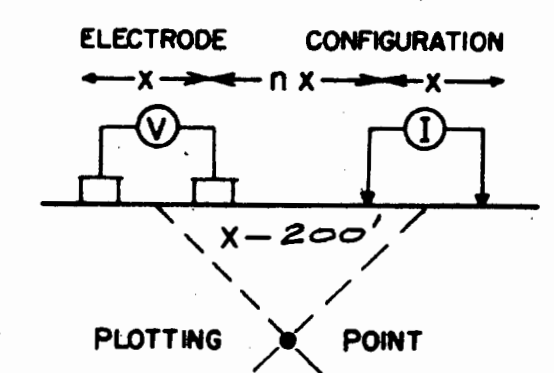 ELECTRODE CONFIGURATION
x n x x
V I
x - 200'
PLOTTING POINT